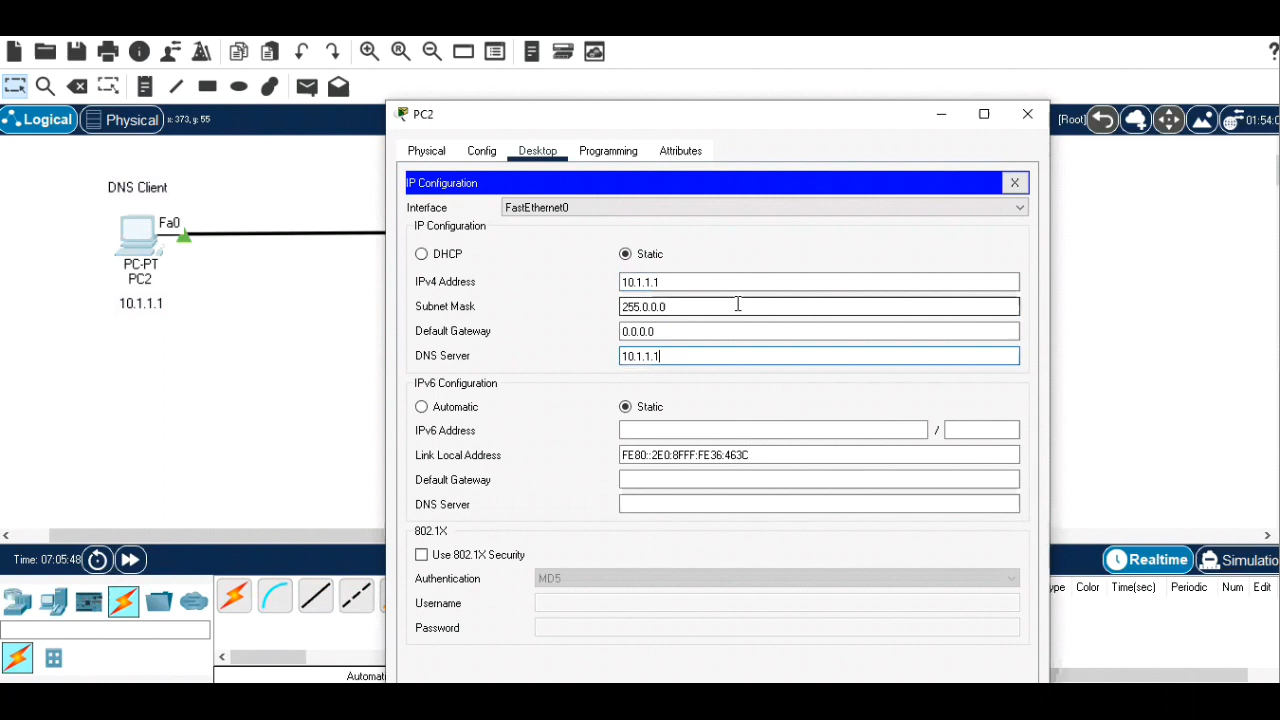 ?
Logical
Physical
x: 373, y: 55
[Root]
01:54:0
PC2
Physical
Config
Desktop
Programming
Attributes
IP Configuration
X
Interface
FastEthernet0
IP Configuration
DHCP
Static
IPv4 Address
10.1.1.1
Subnet Mask
255.0.0.0
Default Gateway
0.0.0.0
DNS Server
10.1.1.1
IPv6 Configuration
Automatic
Static
IPv6 Address
/
Link Local Address
FE80::2E0:8FFF:FE36:463C
Default Gateway
DNS Server
802.1X
Use 802.1X Security
Authentication
MD5
Username
Password
DNS Client
Fa0
PC-PT
PC2
10.1.1.1
Time: 07:05:48
Realtime
Simulatio
ype
Color
Time(sec)
Periodic
Num
Edit
Automati